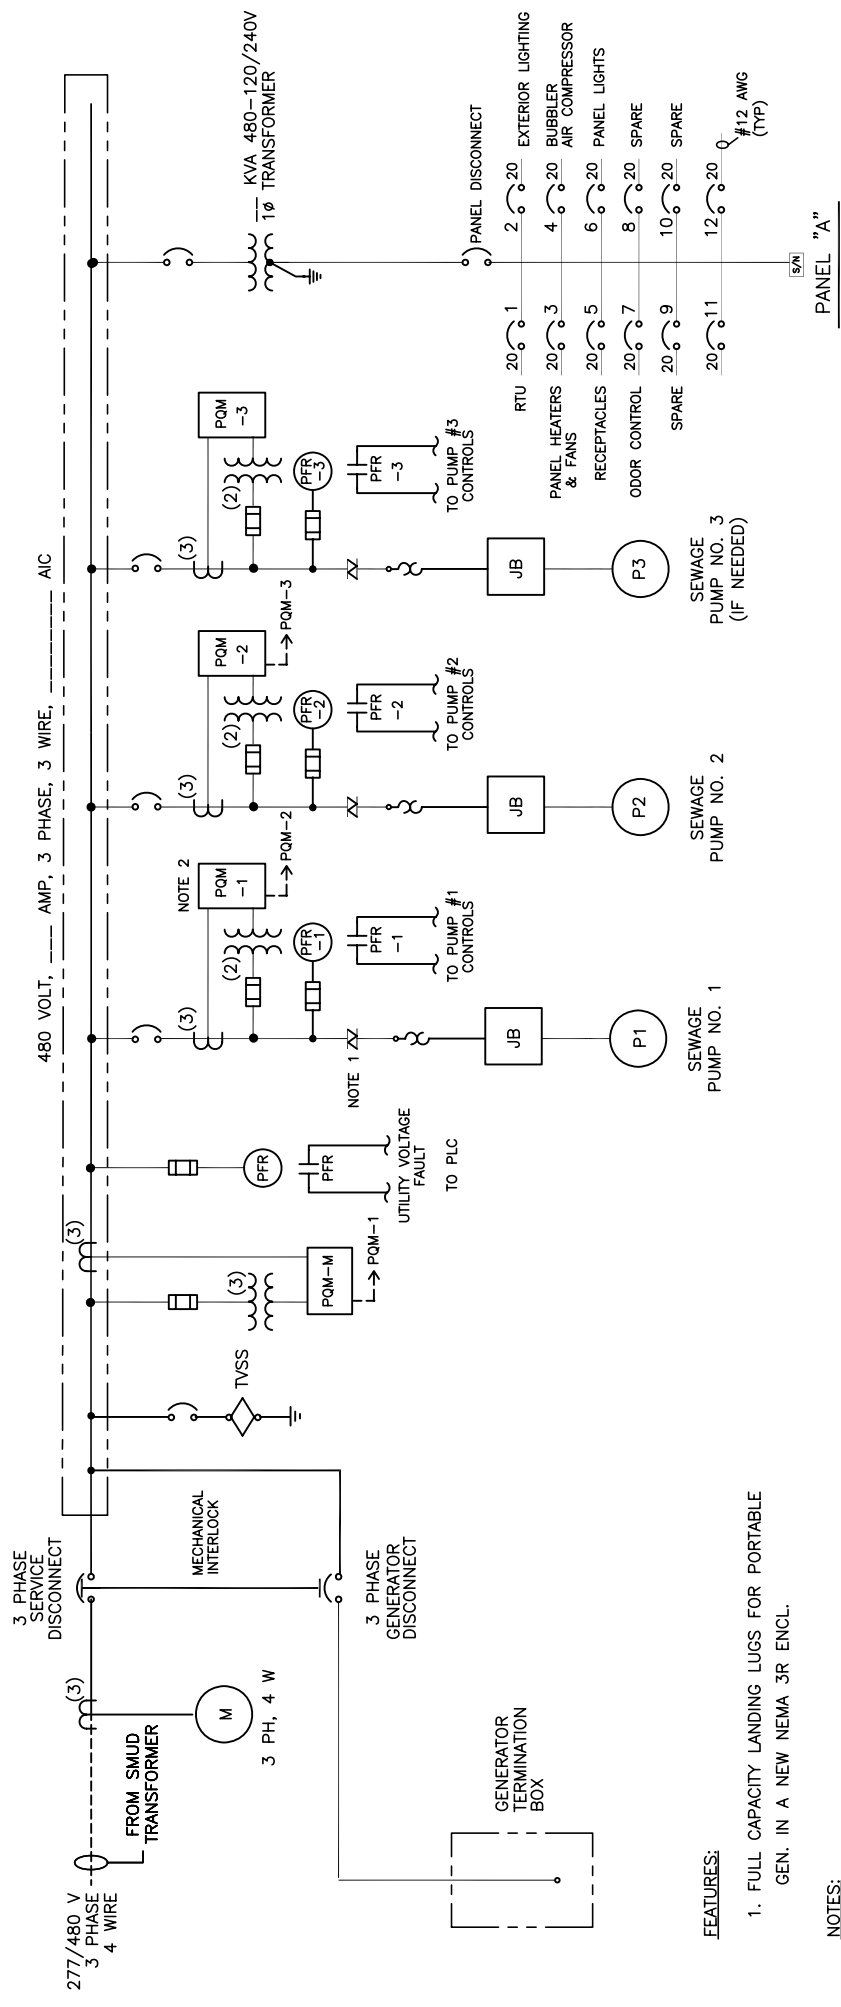 480 VOLT, ____ AMP, 3 PHASE, 3 WIRE, __________ AIC
277/480 V
3 PHASE
4 WIRE
FROM SMUD
TRANSFORMER
(3)
M
3 PH, 4 W
3 PHASE
SERVICE
DISCONNECT
MECHANICAL
INTERLOCK
3 PHASE
GENERATOR
DISCONNECT
GENERATOR
TERMINATION
BOX
TVSS
(3)
(3)
PQM-M
PQM-1
PFR
PFR
UTILITY VOLTAGE
FAULT
TO PLC
(3)
NOTE 2
PQM
-1
PQM-2
(2)
PFR
-1
PFR
-1
TO PUMP #1
CONTROLS
NOTE 1
JB
P1
SEWAGE
PUMP NO. 1
(3)
PQM
-2
PQM-3
(2)
PFR
-2
PFR
-2
TO PUMP #2
CONTROLS
JB
P2
SEWAGE
PUMP NO. 2
(3)
PQM
-3
(2)
PFR
-3
PFR
-3
TO PUMP #3
CONTROLS
JB
P3
SEWAGE
PUMP NO. 3
(IF NEEDED)
___ KVA 480-120/240V
1ø TRANSFORMER
PANEL DISCONNECT
RTU 20 1 2 20 EXTERIOR LIGHTING
PANEL HEATERS
& FANS
20 3 4 20
BUBBLER
AIR COMPRESSOR
RECEPTACLES 20 5 6 20 PANEL LIGHTS
ODOR CONTROL 20 7 8 20 SPARE
SPARE 20 9 10 20 SPARE
20 11 12 20
#12 AWG
(TYP)
S/N
PANEL "A"
FEATURES:
1. FULL CAPACITY LANDING LUGS FOR PORTABLE
GEN. IN A NEW NEMA 3R ENCL.
NOTES: